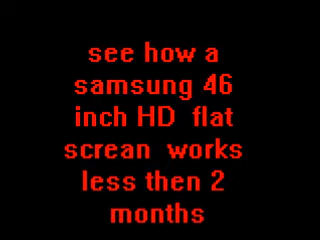 see how a
samsung 46
inch HD flat
screan works
less then 2
months